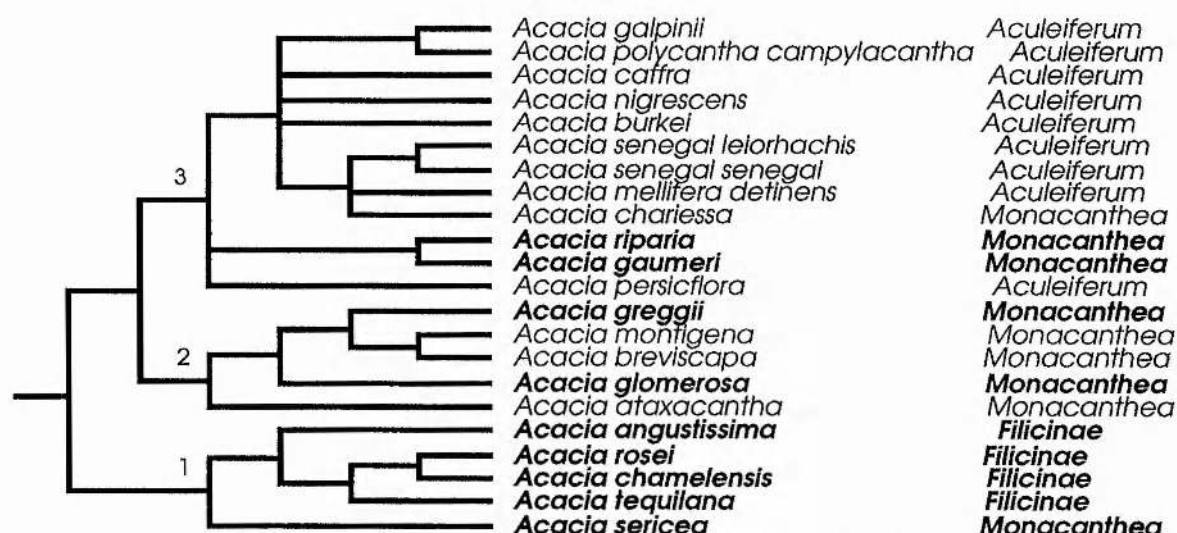 Acacia galpinii Aculeiferum
Acacia polycantha campylacantha Aculeiferum
Acacia caffra Aculeiferum
Acacia nigrescens Aculeiferum
Acacia burkei Aculeiferum
Acacia senegal leiorhachis Aculeiferum
Acacia senegal senegal Aculeiferum
Acacia mellifera detinens Aculeiferum
3
Acacia chariessa Monacanthea
Acacia riparia Monacanthea
Acacia gaumeri Monacanthea
Acacia persicflora Aculeiferum
Acacia greggii Monacanthea
Acacia montigena Monacanthea
2
Acacia breviscapa Monacanthea
Acacia glomerosa Monacanthea
Acacia ataxacantha Monacanthea
Acacia angustissima Filicinae
1
Acacia rosei Filicinae
Acacia chamelensis Filicinae
Acacia tequilana Filicinae
Acacia sericea Monacanthea